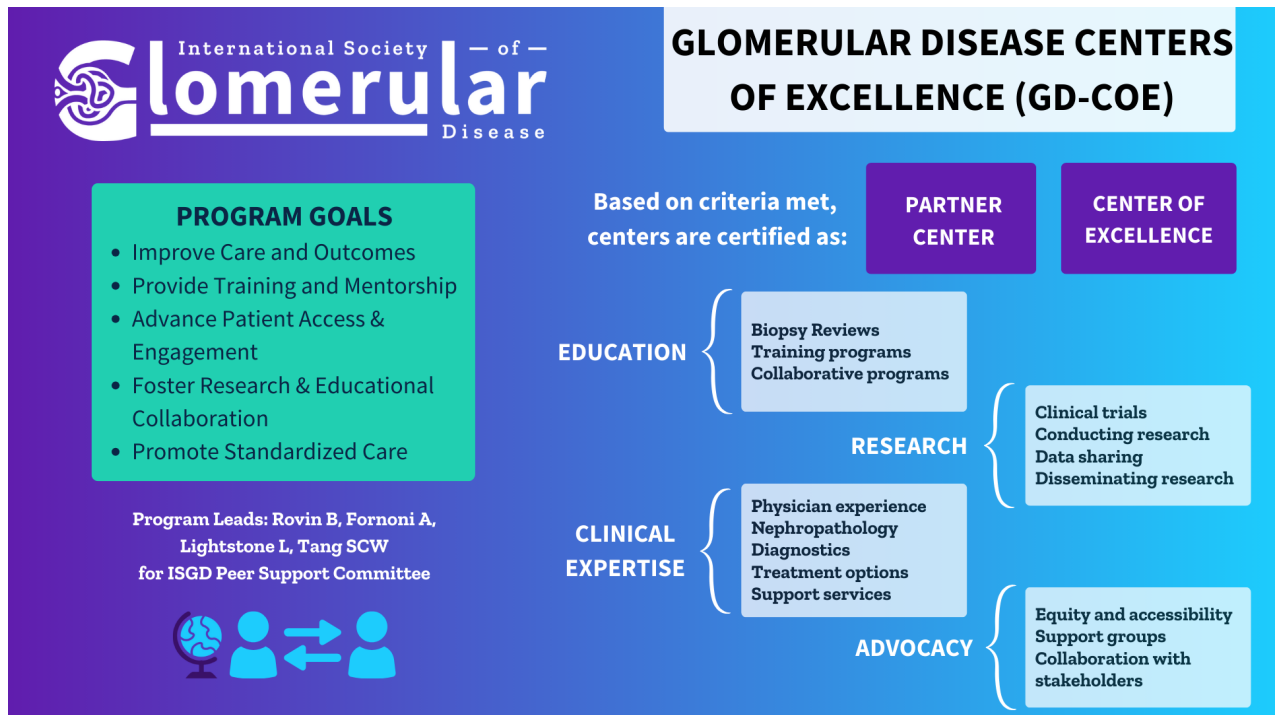 International Society — of —
Glomerular
Disease
GLOMERULAR DISEASE CENTERS
OF EXCELLENCE (GD-COE)
PROGRAM GOALS
• Improve Care and Outcomes
• Provide Training and Mentorship
• Advance Patient Access &
Engagement
• Foster Research & Educational
Collaboration
• Promote Standardized Care
Program Leads: Rovin B, Fornoni A,
Lightstone L, Tang SCW
for ISGD Peer Support Committee
Based on criteria met,
centers are certified as:
PARTNER
CENTER
CENTER OF
EXCELLENCE
EDUCATION
Biopsy Reviews
Training programs
Collaborative programs
RESEARCH
Clinical trials
Conducting research
Data sharing
Disseminating research
CLINICAL
EXPERTISE
Physician experience
Nephropathology
Diagnostics
Treatment options
Support services
ADVOCACY
Equity and accessibility
Support groups
Collaboration with
stakeholders